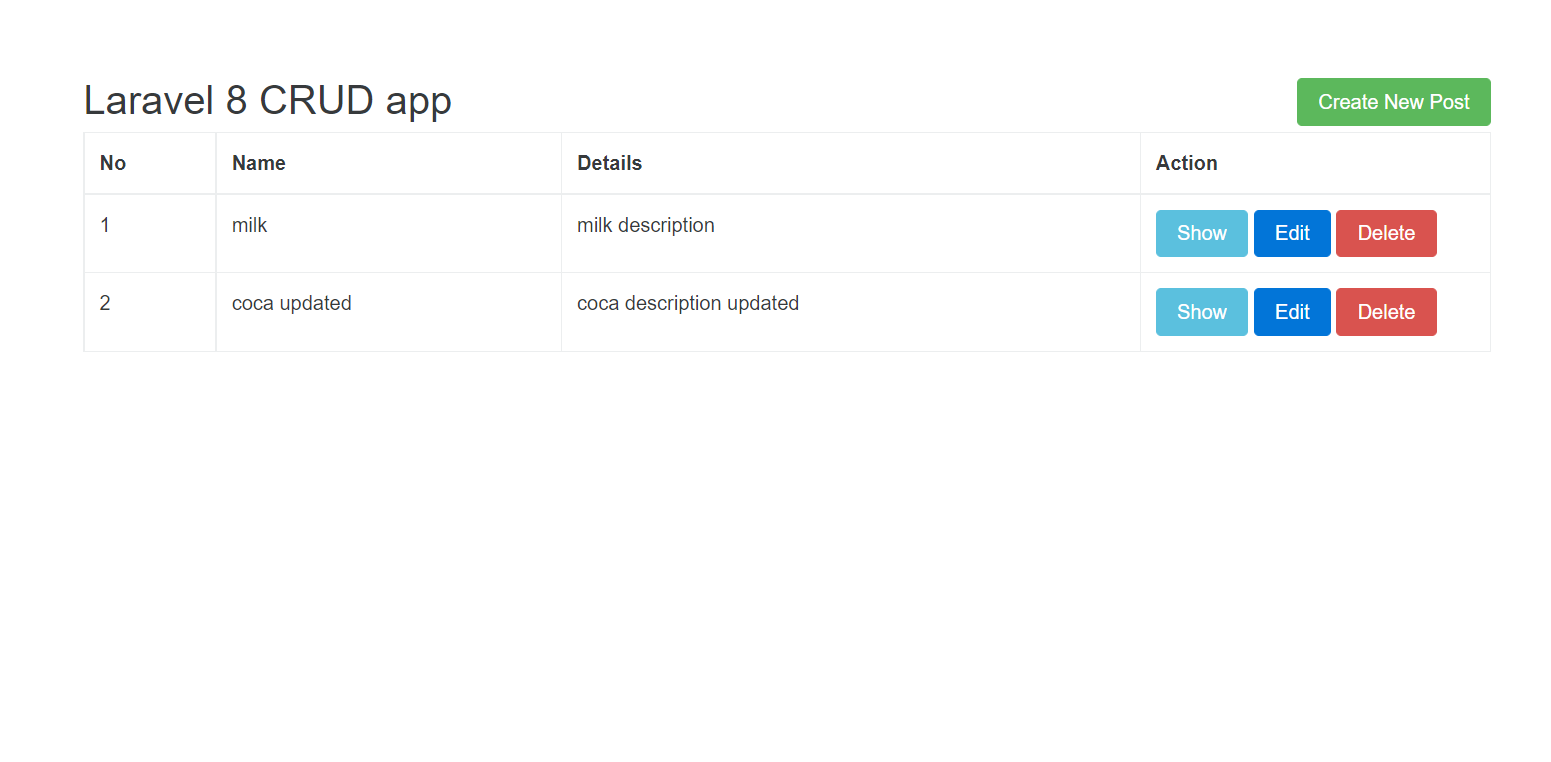 Laravel 8 CRUD app Create New Post
No Name Details Action
1 milk milk description Show Edit Delete
2 coca updated coca description updated Show Edit Delete